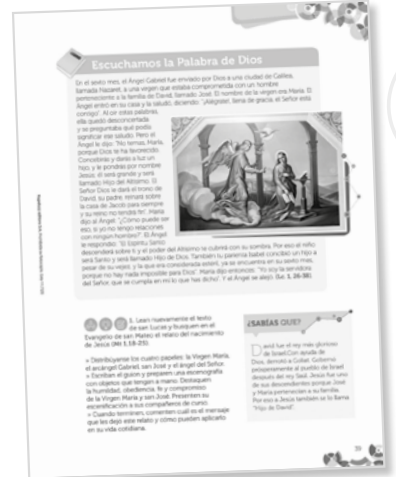 Escuchamos la Palabra de Dios
En el sexto mes, el Ángel Gabriel fue enviado por Dios a una ciudad de Galilea,
llamada Nazaret, a una virgen que estaba comprometida con un hombre
perteneciente a la familia de David, llamado José. El nombre de la virgen era María. El
Ángel entró en su casa y la saludó, diciendo: "¡Alégrate!, llena de gracia, el Señor está
contigo". Al oír estas palabras,
ella quedó desconcertada
y se preguntaba qué podía
significar ese saludo. Pero el
Ángel le dijo: "No temas, María,
porque Dios te ha favorecido.
Concebirás y darás a luz un
hijo, y le pondrás por nombre
Jesús; él será grande y será
llamado Hijo del Altísimo. El
Señor Dios le dará el trono de
David, su padre, reinará sobre
la casa de Jacob para siempre
y su reino no tendrá fin". María
dijo al Ángel: "¿Cómo puede ser
eso, si yo no tengo relaciones
con ningún hombre?". El Ángel
le respondió: "El Espíritu Santo
descenderá sobre ti y el poder del Altísimo te cubrirá con su sombra. Por eso el niño
será Santo y será llamado Hijo de Dios. También tu parienta Isabel concibió un hijo a
pesar de su vejez, y la que era considerada estéril, ya se encuentra en su sexto mes,
porque no hay nada imposible para Dios". María dijo entonces: "Yo soy la servidora
del Señor, que se cumpla en mí lo que has dicho". Y el Ángel se alejó. (Lc 1, 26-38).
1. Lean nuevamente el texto
de san Lucas y busquen en el
Evangelio de san Mateo el relato del nacimiento
de Jesús (Mt 1,18-25).
» Distribúyanse los cuatro papeles: la Virgen María,
el arcángel Gabriel, san José y el ángel del Señor.
» Escriban el guion y preparen una escenografía
con objetos que tengan a mano. Destaquen
la humildad, obediencia, fe y compromiso
de la Virgen María y san José. Presenten su
escenificación a sus compañeros de curso.
» Cuando terminen, comenten cuál es el mensaje
que les dejó este relato y cómo pueden aplicarlo
en su vida cotidiana.
¿SABÍAS QUE?
David fue el rey más glorioso
de Israel. Con ayuda de
Dios, derrotó a Goliat. Gobernó
prósperamente al pueblo de Israel
después del rey Saúl. Jesús fue uno
de sus descendientes porque José
y María pertenecen a su familia.
Por eso a Jesús también se lo llama
"Hijo de David".
39